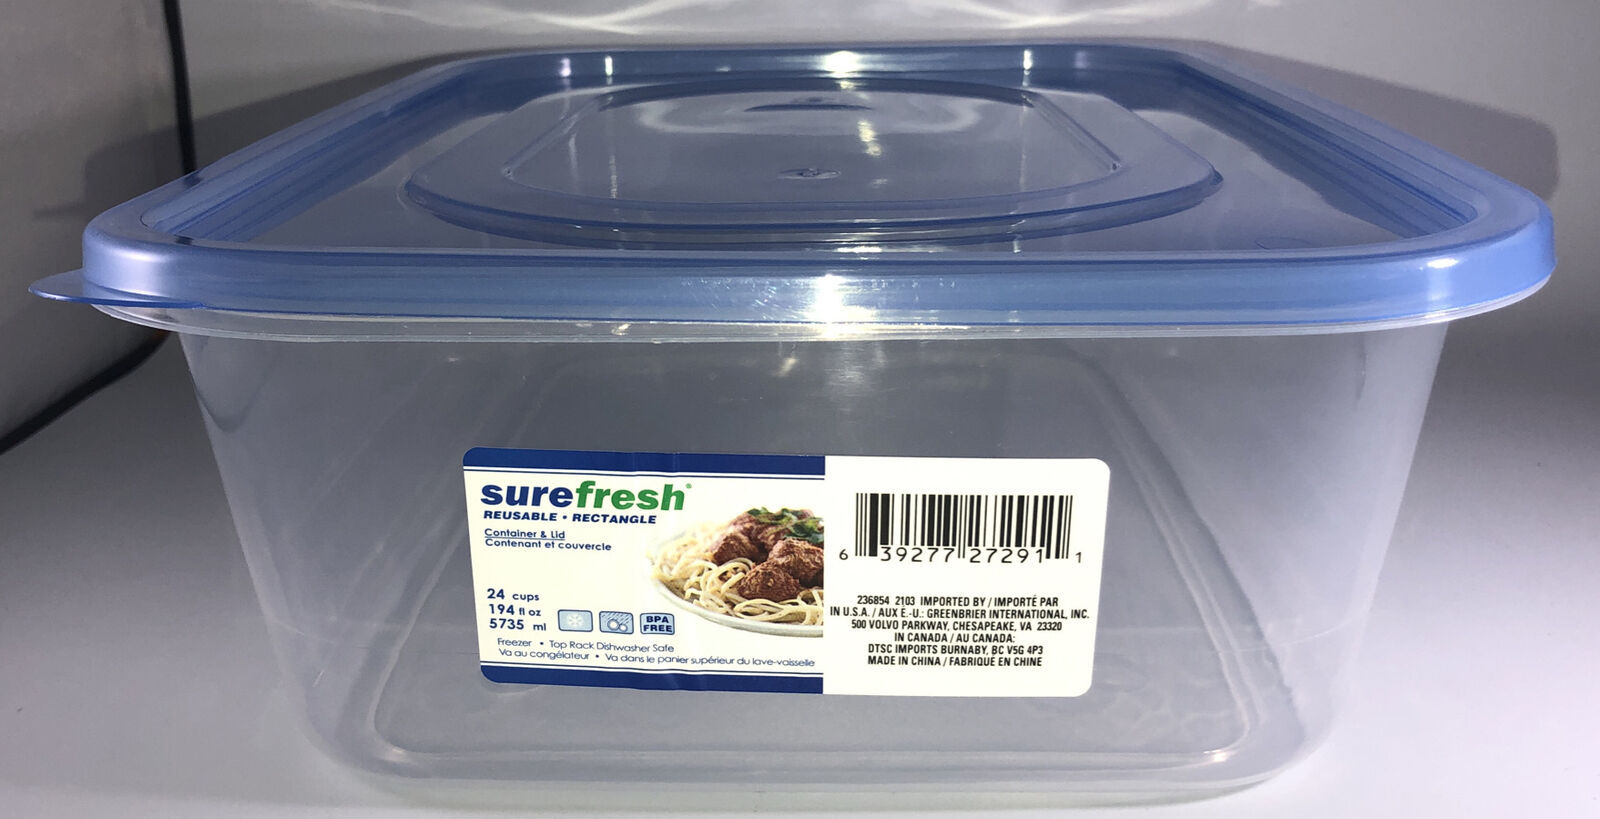 surefresh®
REUSABLE • RECTANGLE
Container & Lid
Contenant et couvercle
24 cups
194 fl oz
5735 ml
BPA
FREE
Freezer • Top Rack Dishwasher Safe
Va au congélateur • Va dans le panier supérieur du lave-vaisselle
6 39277 27291 1
236854 2103 IMPORTED BY / IMPORTÉ PAR
IN U.S.A. / AUX É.-U.: GREENBRIER INTERNATIONAL, INC.
500 VOLVO PARKWAY, CHESAPEAKE, VA 23320
IN CANADA / AU CANADA:
DTSC IMPORTS BURNABY, BC V5G 4P3
MADE IN CHINA / FABRIQUÉ EN CHINE